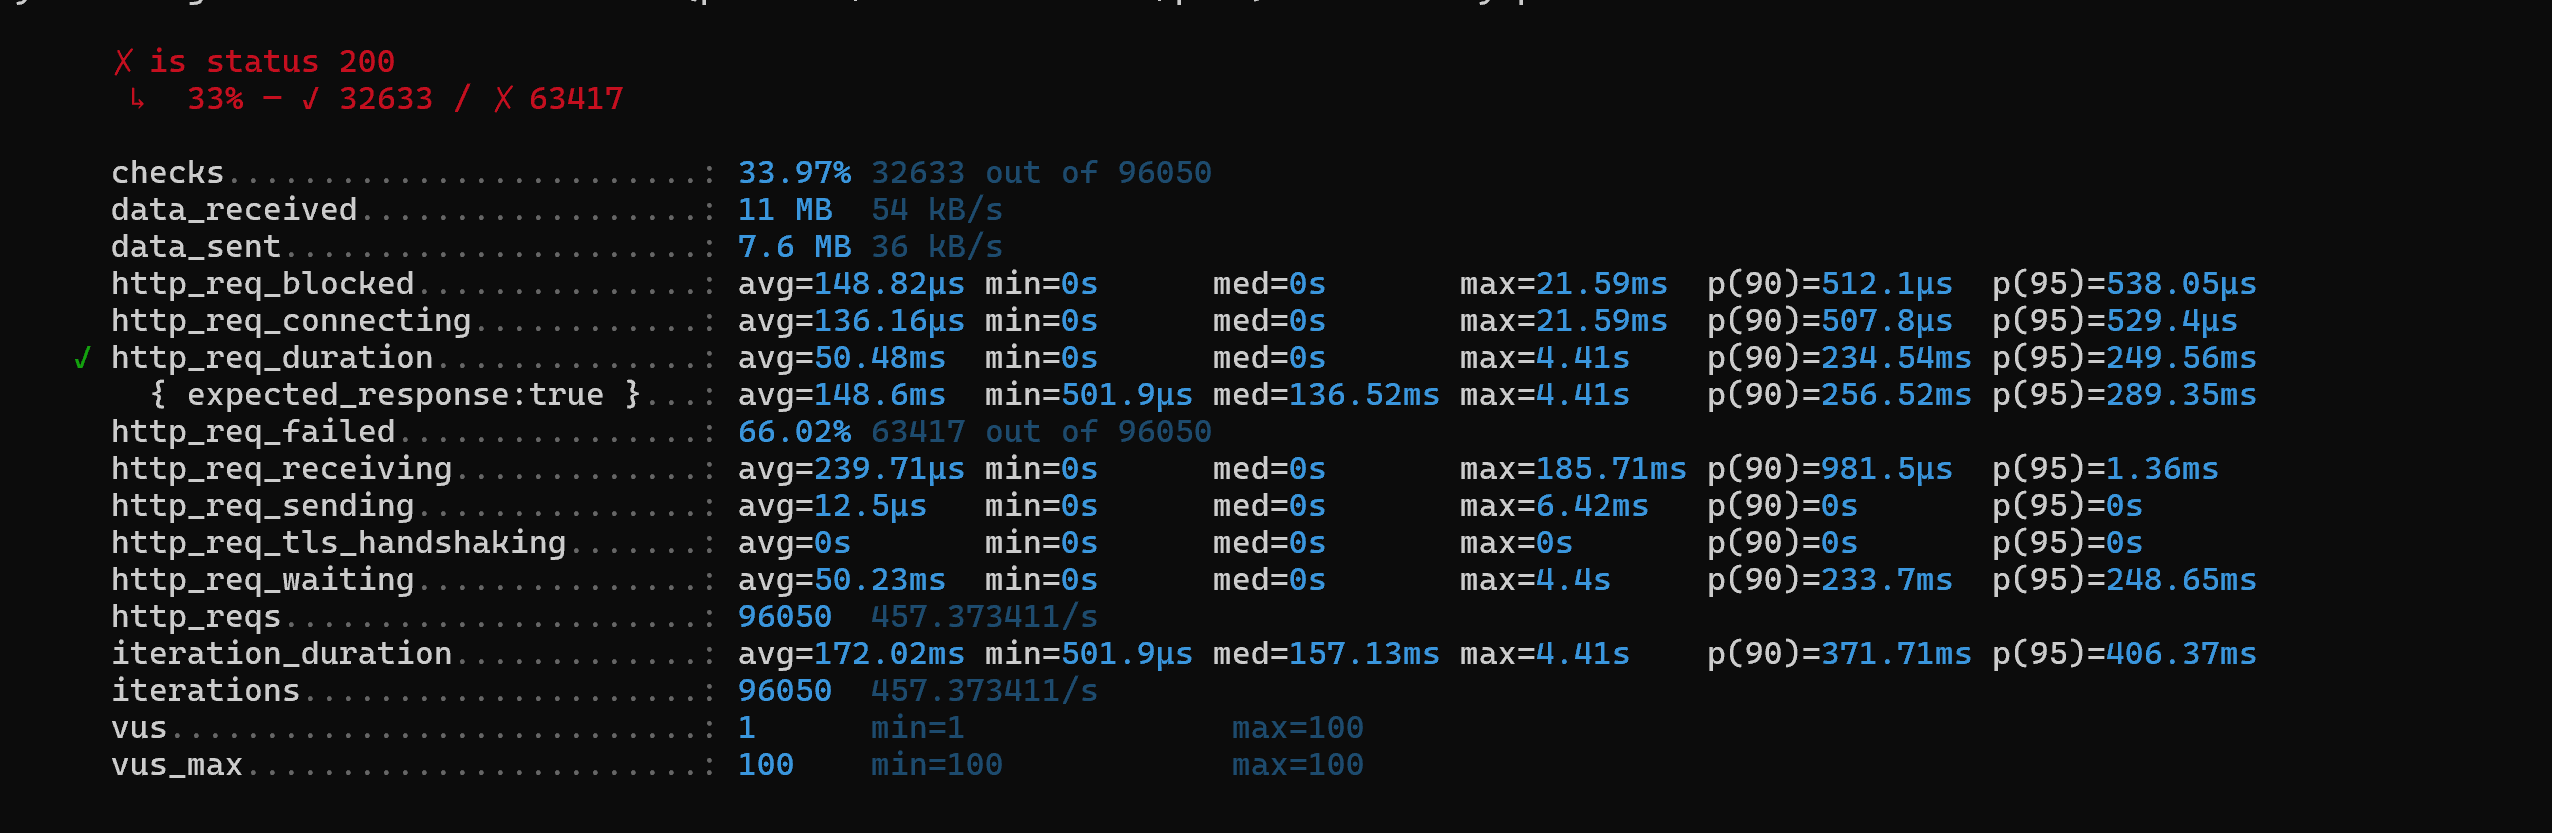 ✗ is status 200
↳  33% — ✓ 32633 / ✗ 63417
checks.........................: 33.97% 32633 out of 96050
data_received..................: 11 MB  54 kB/s
data_sent......................: 7.6 MB 36 kB/s
http_req_blocked...............: avg=148.82µs min=0s      med=0s       max=21.59ms  p(90)=512.1µs  p(95)=538.05µs
http_req_connecting............: avg=136.16µs min=0s      med=0s       max=21.59ms  p(90)=507.8µs  p(95)=529.4µs
✓ http_req_duration..............: avg=50.48ms  min=0s      med=0s       max=4.41s    p(90)=234.54ms p(95)=249.56ms
{ expected_response:true }...: avg=148.6ms  min=501.9µs med=136.52ms max=4.41s    p(90)=256.52ms p(95)=289.35ms
http_req_failed................: 66.02% 63417 out of 96050
http_req_receiving.............: avg=239.71µs min=0s      med=0s       max=185.71ms p(90)=981.5µs  p(95)=1.36ms
http_req_sending...............: avg=12.5µs   min=0s      med=0s       max=6.42ms   p(90)=0s       p(95)=0s
http_req_tls_handshaking.......: avg=0s       min=0s      med=0s       max=0s       p(90)=0s       p(95)=0s
http_req_waiting...............: avg=50.23ms  min=0s      med=0s       max=4.4s     p(90)=233.7ms  p(95)=248.65ms
http_reqs......................: 96050  457.373411/s
iteration_duration.............: avg=172.02ms min=501.9µs med=157.13ms max=4.41s    p(90)=371.71ms p(95)=406.37ms
iterations.....................: 96050  457.373411/s
vus............................: 1      min=1              max=100
vus_max........................: 100    min=100            max=100